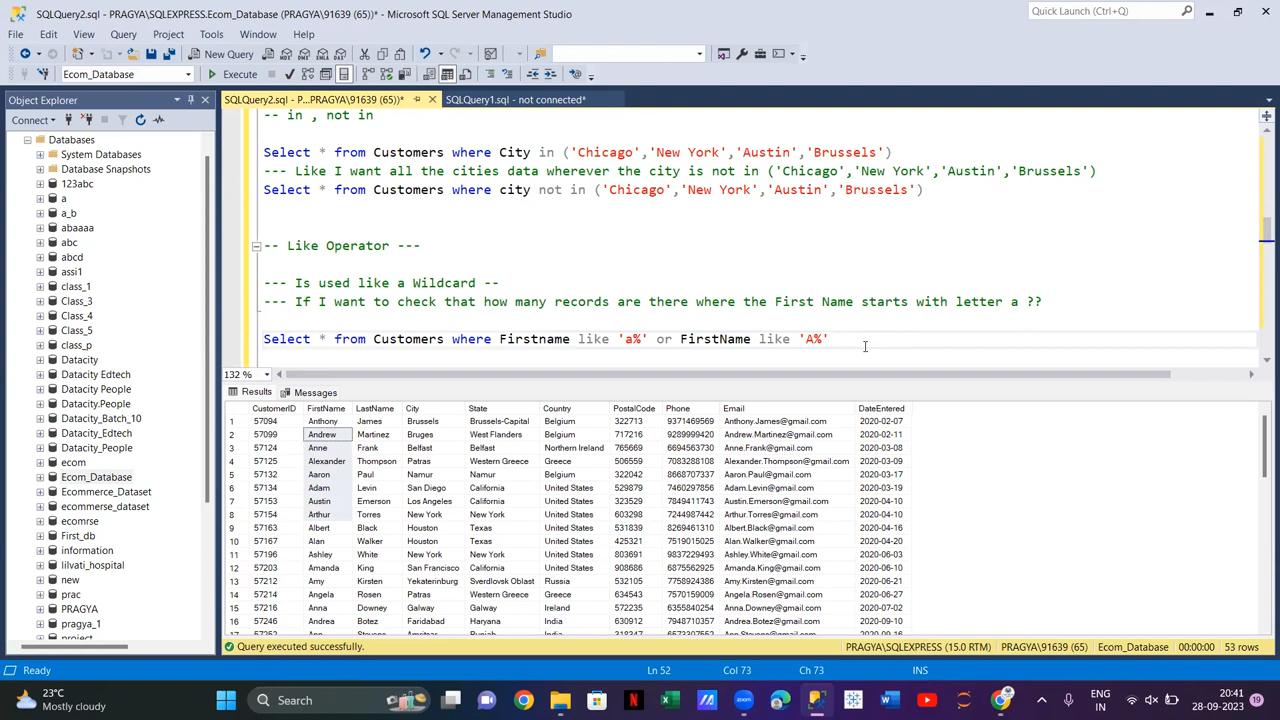 SQLQuery2.sql - PRAGYA\SQLEXPRESS.Ecom_Database (PRAGYA\91639 (65))* - Microsoft SQL Server Management Studio
Quick Launch (Ctrl+Q)
File Edit View Query Project Tools Window Help
New Query
Ecom_Database Execute
Object Explorer
SQLQuery2.sql - P...PRAGYA\91639 (65))* SQLQuery1.sql - not connected*
Connect
Databases
System Databases
Database Snapshots
123abc
a
a_b
abaaaa
abc
abcd
assi1
class_1
Class_3
Class_4
Class_5
class_p
Datacity
Datacity Edtech
Datacity People
Datacity.People
Datacity_Batch_10
Datacity_Edtech
Datacity_People
ecom
Ecom_Database
Ecommerce_Dataset
ecommerse_dataset
ecomrse
First_db
information
lilvati_hospital
new
prac
PRAGYA
pragya_1
project
-- in , not in
Select * from Customers where City in ('Chicago','New York','Austin','Brussels')
--- Like I want all the cities data wherever the city is not in ('Chicago','New York','Austin','Brussels')
Select * from Customers where city not in ('Chicago','New York','Austin','Brussels')
-- Like Operator ---
--- Is used like a Wildcard --
--- If I want to check that how many records are there where the First Name starts with letter a ??
Select * from Customers where Firstname like 'a%' or FirstName like 'A%'
132 %
Results Messages
CustomerID FirstName LastName City State Country PostalCode Phone Email DateEntered
1 57094 Anthony James Brussels Brussels-Capital Belgium 322713 9371469569 Anthony.James@gmail.com 2020-02-07
2 57099 Andrew Martinez Bruges West Flanders Belgium 717216 9289999420 Andrew.Martinez@gmail.com 2020-02-11
3 57124 Anne Frank Belfast Belfast Northern Ireland 765669 6694563730 Anne.Frank@gmail.com 2020-03-08
4 57125 Alexander Thompson Patras Western Greece Greece 506559 7083288108 Alexander.Thompson@gmail.com 2020-03-09
5 57132 Aaron Paul Namur Namur Belgium 322042 8668707337 Aaron.Paul@gmail.com 2020-03-17
6 57134 Adam Levin San Diego California United States 529879 7460297856 Adam.Levin@gmail.com 2020-03-19
7 57153 Austin Emerson Los Angeles California United States 323529 7849411743 Austin.Emerson@gmail.com 2020-04-10
8 57154 Arthur Torres New York New York United States 603298 7244987442 Arthur.Torres@gmail.com 2020-04-10
9 57163 Albert Black Houston Texas United States 531839 8269461310 Albert.Black@gmail.com 2020-04-16
10 57167 Alan Walker Houston Texas United States 425321 7519015025 Alan.Walker@gmail.com 2020-04-20
11 57196 Ashley White New York New York United States 803691 9837229493 Ashley.White@gmail.com 2020-06-03
12 57203 Amanda King San Francisco California United States 908686 6875562925 Amanda.King@gmail.com 2020-06-10
13 57212 Amy Kirsten Yekaterinburg Sverdlovsk Oblast Russia 532105 7758924386 Amy.Kirsten@gmail.com 2020-06-21
14 57214 Angela Rosen Patras Western Greece Greece 634543 7570159009 Angela.Rosen@gmail.com 2020-06-27
15 57216 Anna Downey Galway Galway Ireland 572235 6355840254 Anna.Downey@gmail.com 2020-07-02
16 57246 Andrea Botez Faridabad Haryana India 630912 7948710357 Andrea.Botez@gmail.com 2020-09-10
17 57252 Ann Stevens Amritsar Punjab India 318347 6573307552 Ann.Stevens@gmail.com 2020-09-16
Query executed successfully. PRAGYA\SQLEXPRESS (15.0 RTM) PRAGYA\91639 (65) Ecom_Database 00:00:00 53 rows
Ready Ln 52 Col 73 Ch 73 INS
23°C
Mostly cloudy
Search
zoom
ENG
IN
20:41
28-09-2023